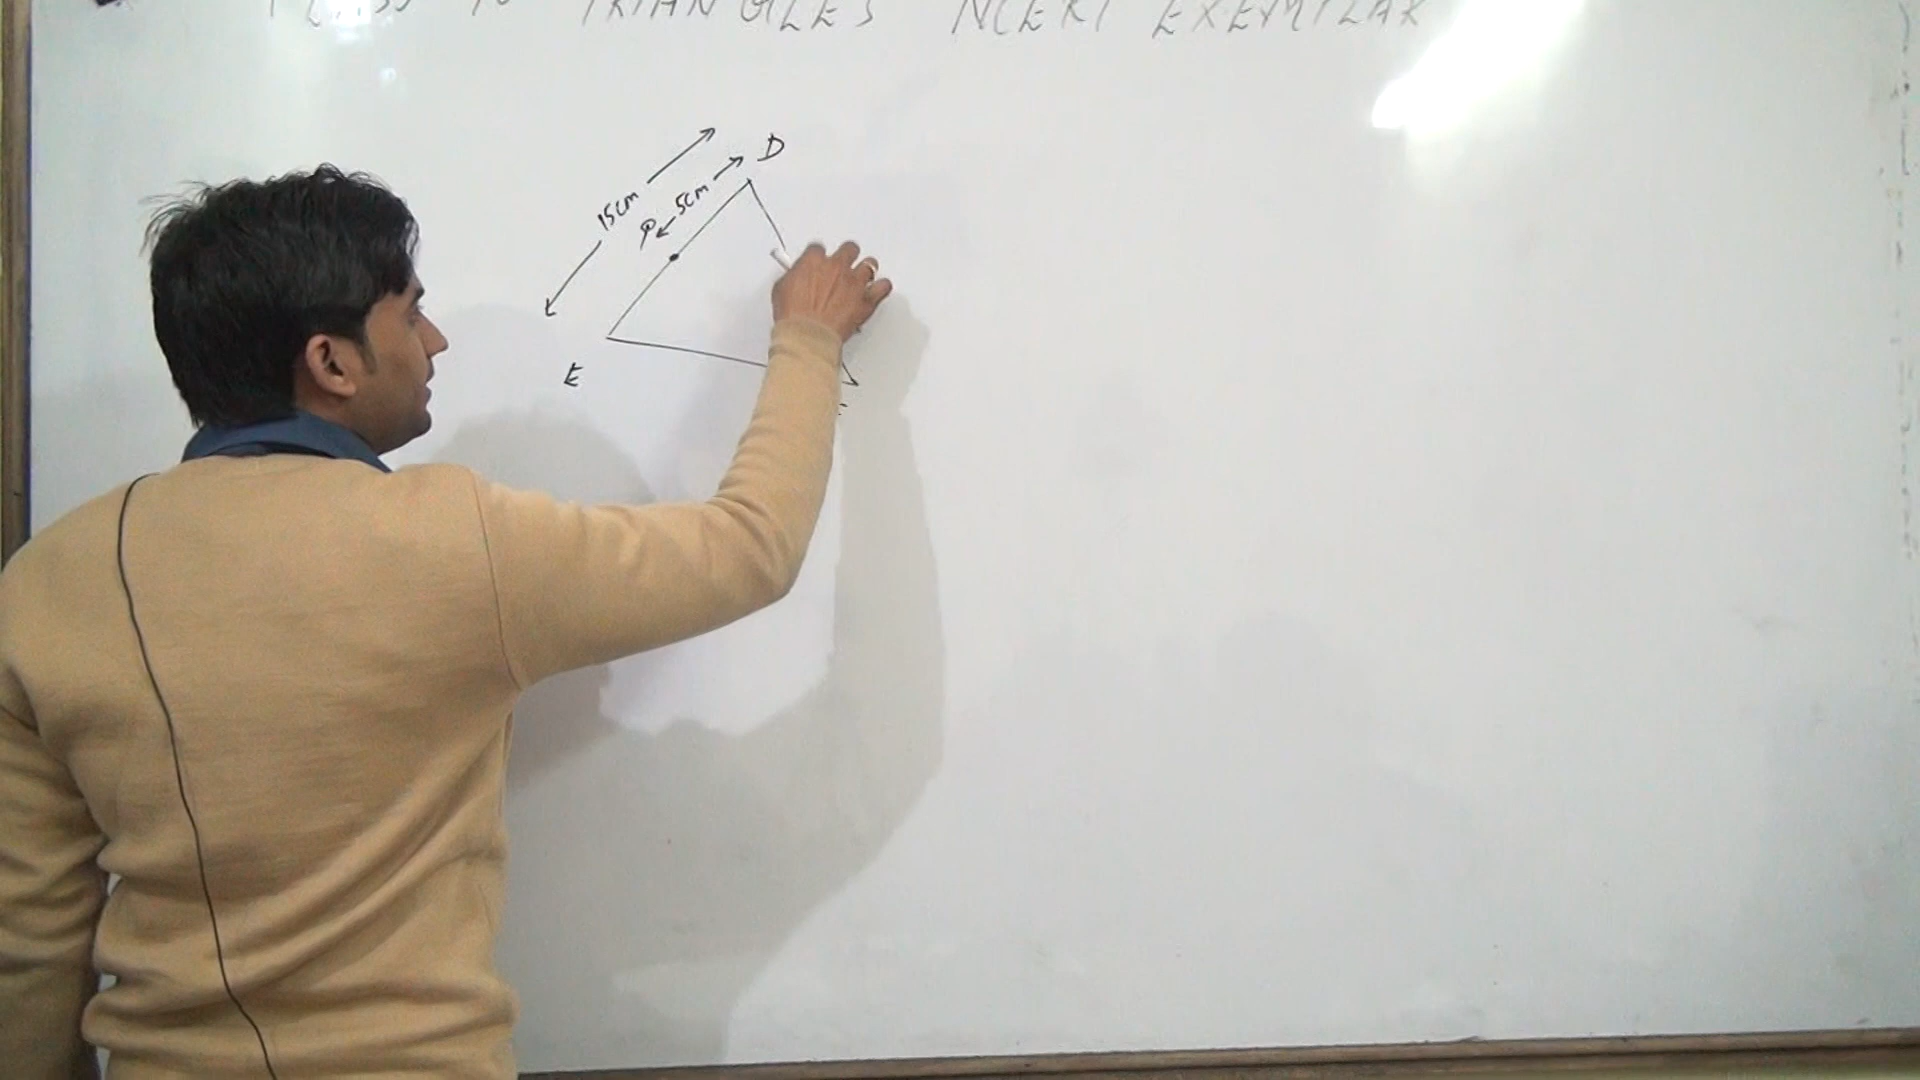 CLASS 10 TRIANGLES NCERT EXEMPLAR
D
5cm
15cm
P
E